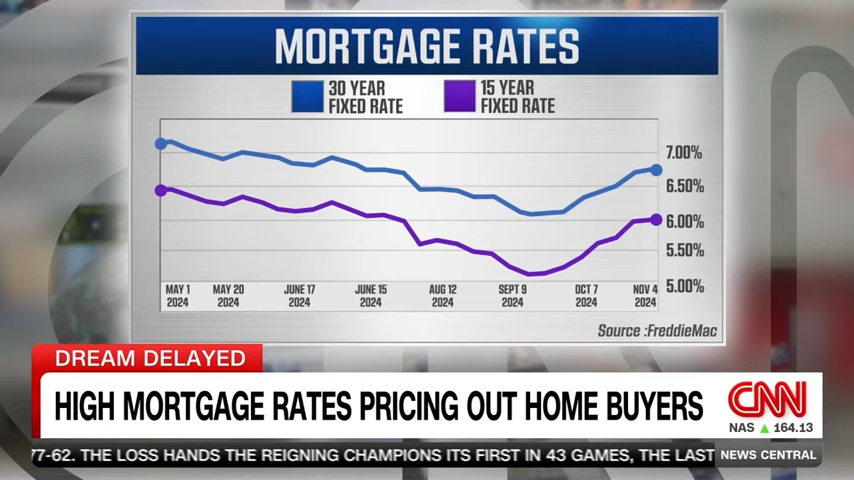 MORTGAGE RATES
30 YEAR
FIXED RATE
15 YEAR
FIXED RATE
7.00%
6.50%
6.00%
5.50%
5.00%
MAY 1
2024
MAY 20
2024
JUNE 17
2024
JUNE 15
2024
AUG 12
2024
SEPT 9
2024
OCT 7
2024
NOV 4
2024
Source :FreddieMac
DREAM DELAYED
HIGH MORTGAGE RATES PRICING OUT HOME BUYERS
CNN
NAS ▲ 164.13
77-62. THE LOSS HANDS THE REIGNING CHAMPIONS ITS FIRST IN 43 GAMES, THE LAST
NEWS CENTRAL